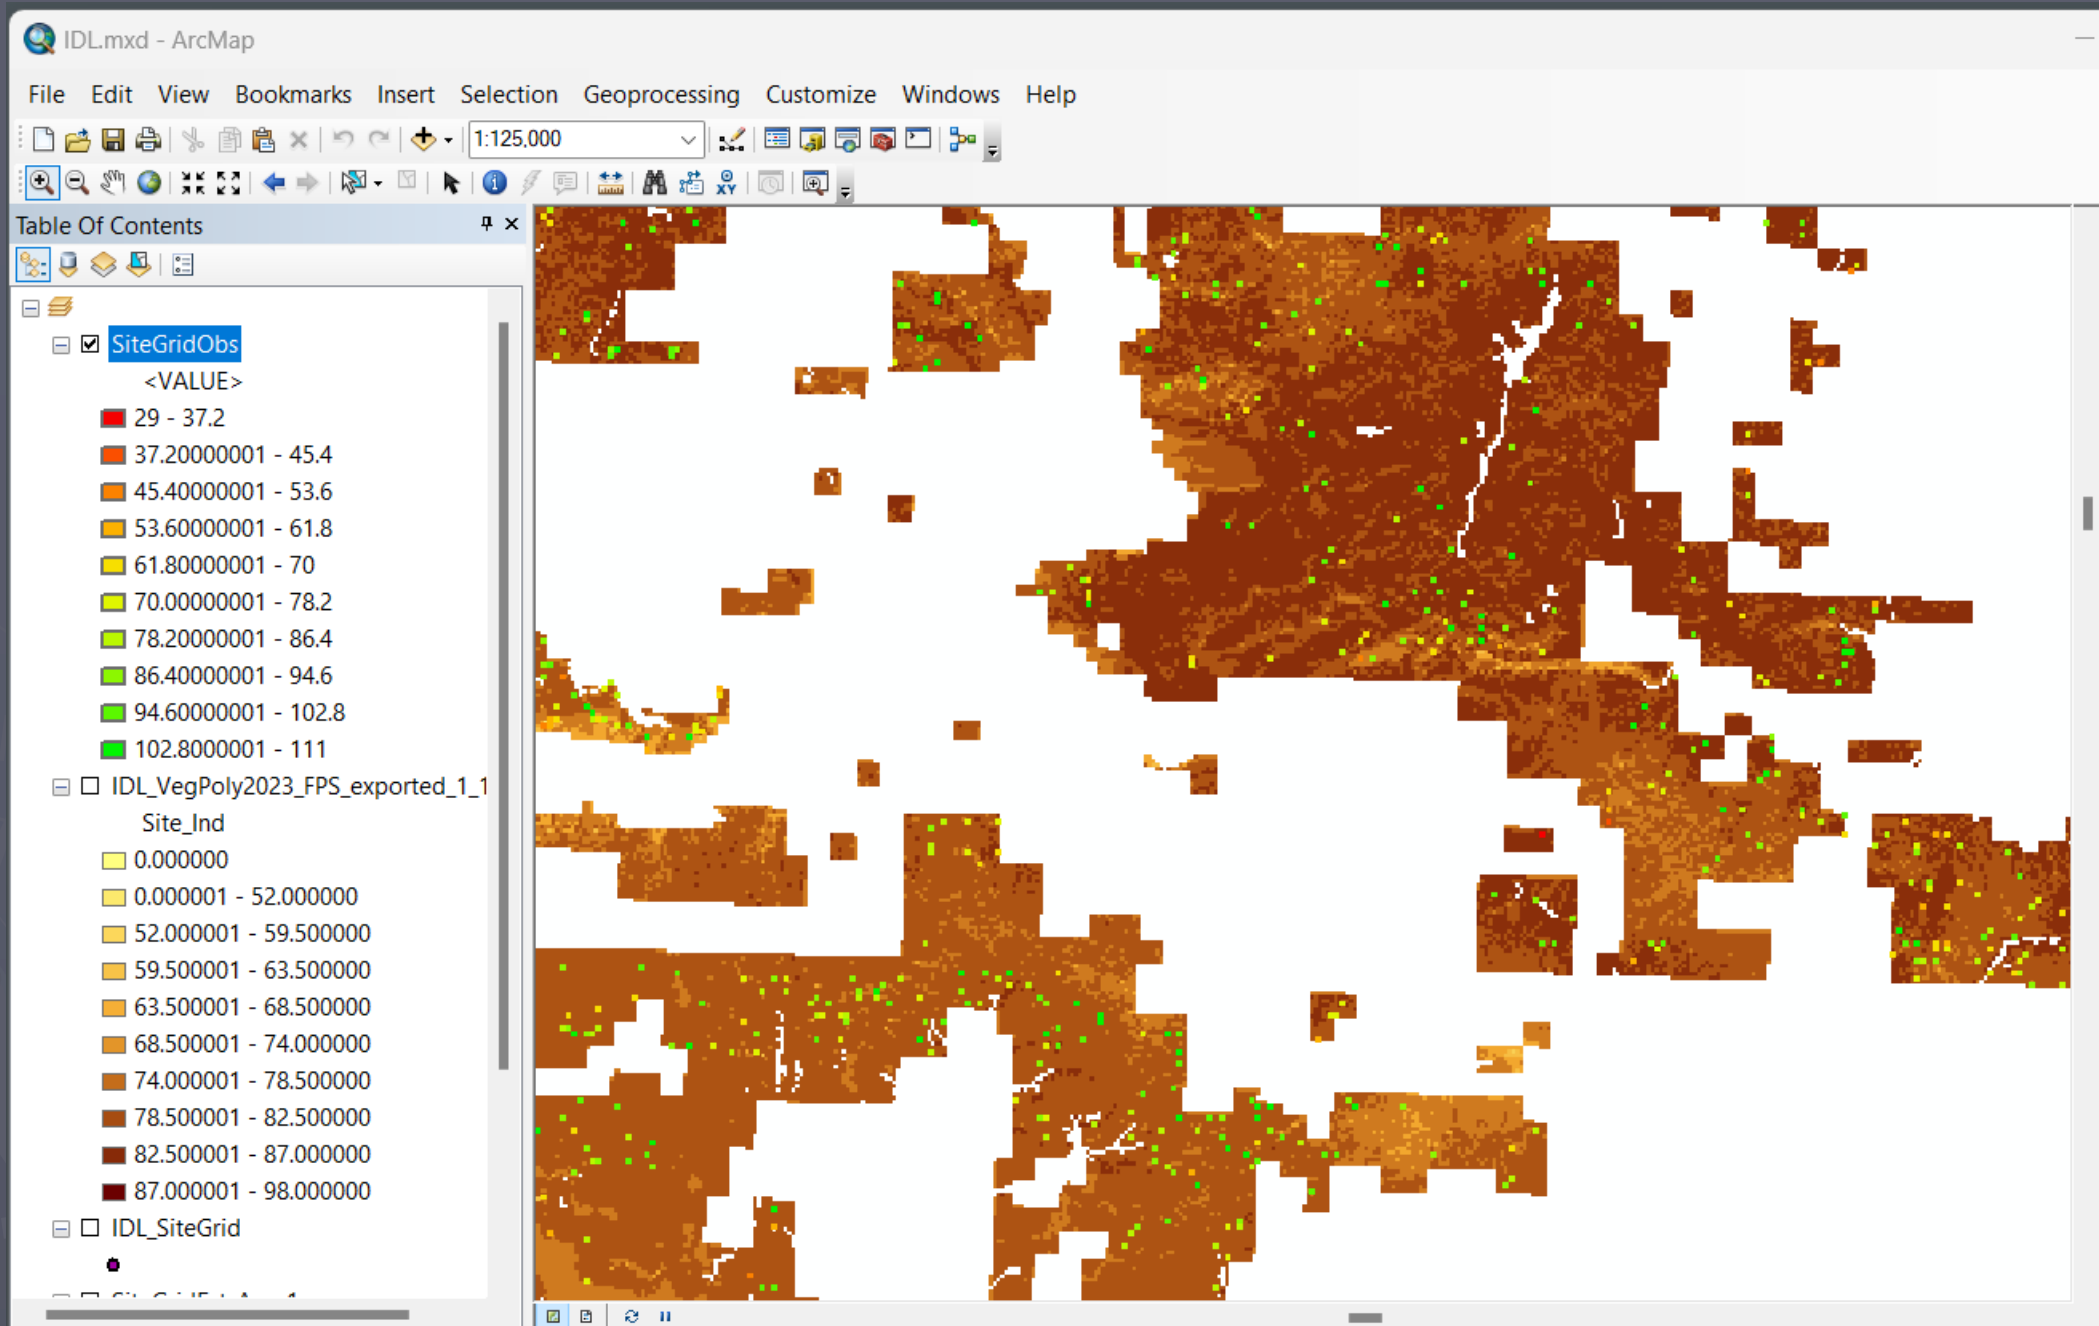 IDL.mxd - ArcMap
File Edit View Bookmarks Insert Selection Geoprocessing Customize Windows Help
1:125,000
XY
Table Of Contents
SiteGridObs
<VALUE>
29 - 37.2
37.20000001 - 45.4
45.40000001 - 53.6
53.60000001 - 61.8
61.80000001 - 70
70.00000001 - 78.2
78.20000001 - 86.4
86.40000001 - 94.6
94.60000001 - 102.8
102.8000001 - 111
IDL_VegPoly2023_FPS_exported_1_1
Site_Ind
0.000000
0.000001 - 52.000000
52.000001 - 59.500000
59.500001 - 63.500000
63.500001 - 68.500000
68.500001 - 74.000000
74.000001 - 78.500000
78.500001 - 82.500000
82.500001 - 87.000000
87.000001 - 98.000000
IDL_SiteGrid